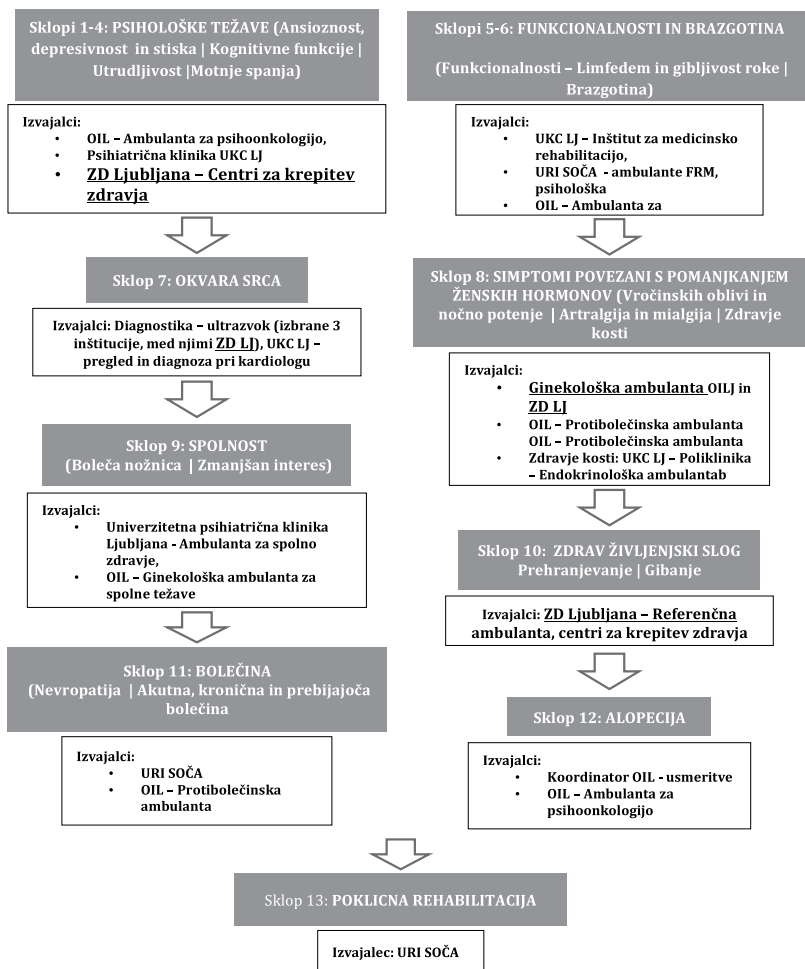 Sklopi 1-4: PSIHOLOŠKE TEŽAVE (Ansioznost,
depresivnost in stiska | Kognitivne funkcije |
Utrudljivost |Motnje spanja)
Izvajalci:
• OIL – Ambulanta za psihoonkologijo,
• Psihiatrična klinika UKC LJ
• ZD Ljubljana – Centri za krepitev
zdravja
Sklop 7: OKVARA SRCA
Izvajalci: Diagnostika – ultrazvok (izbrane 3
inštitucije, med njimi ZD LJ), UKC LJ –
pregled in diagnoza pri kardiologu
Sklop 9: SPOLNOST
(Boleča nožnica | Zmanjšan interes)
Izvajalci:
• Univerzitetna psihiatrična klinika
Ljubljana - Ambulanta za spolno
zdravje,
• OIL – Ginekološka ambulanta za
spolne težave
Sklop 11: BOLEČINA
(Nevropatija | Akutna, kronična in prebijajoča
bolečina
Izvajalci:
• URI SOČA
• OIL – Protibolečinska
ambulanta
Sklopi 5-6: FUNKCIONALNOSTI IN BRAZGOTINA
(Funkcionalnosti – Limfedem in gibljivost roke |
Brazgotina)
Izvajalci:
• UKC LJ – Inštitut za medicinsko
rehabilitacijo,
• URI SOČA - ambulante FRM,
psihološka
• OIL – Ambulanta za
Sklop 8: SIMPTOMI POVEZANI S POMANJKANJEM
ŽENSKIH HORMONOV (Vročinskih oblivi in
nočno potenje | Artralgija in mialgija | Zdravje
kosti
Izvajalci:
• Ginekološka ambulanta OILJ in
ZD LJ
• OIL – Protibolečinska ambulanta
OIL – Protibolečinska ambulanta
• Zdravje kosti: UKC LJ – Poliklinika
– Endokrinološka ambulantab
Sklop 10: ZDRAV ŽIVLJENJSKI SLOG
Prehranjevanje | Gibanje
Izvajalci: ZD Ljubljana – Referenčna
ambulanta, centri za krepitev zdravja
Sklop 12: ALOPECIJA
Izvajalci:
• Koordinator OIL - usmeritve
• OIL – Ambulanta za
psihoonkologijo
Sklop 13: POKLICNA REHABILITACIJA
Izvajalec: URI SOČA